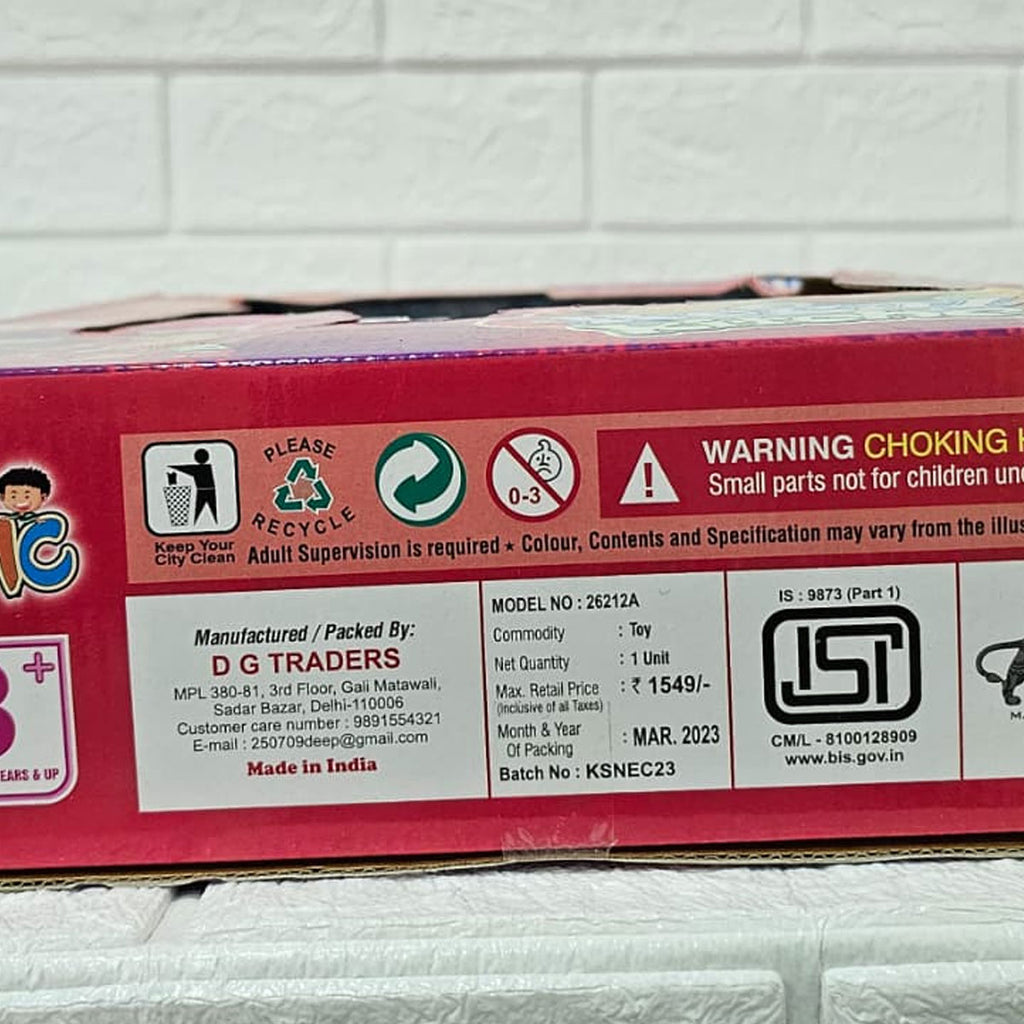 PLEASE
RECYCLE
0-3
WARNING CHOKING
Small parts not for children
Keep Your
City Clean
Adult Supervision is required ★ Colour, Contents and Specification may vary from the
Manufactured / Packed By:
D G TRADERS
MPL 380-81, 3rd Floor, Gali Matawali,
Sadar Bazar, Delhi-110006
Customer care number : 9891554321
E-mail : 250709deep@gmail.com
Made in India
MODEL NO : 26212A
Commodity : Toy
Net Quantity : 1 Unit
Max. Retail Price : ₹ 1549/-
(Inclusive of all Taxes)
Month & Year
Of Packing : MAR. 2023
Batch No : KSNEC23
IS : 9873 (Part 1)
ISI
CM/L - 8100128909
www.bis.gov.in
+
& UP